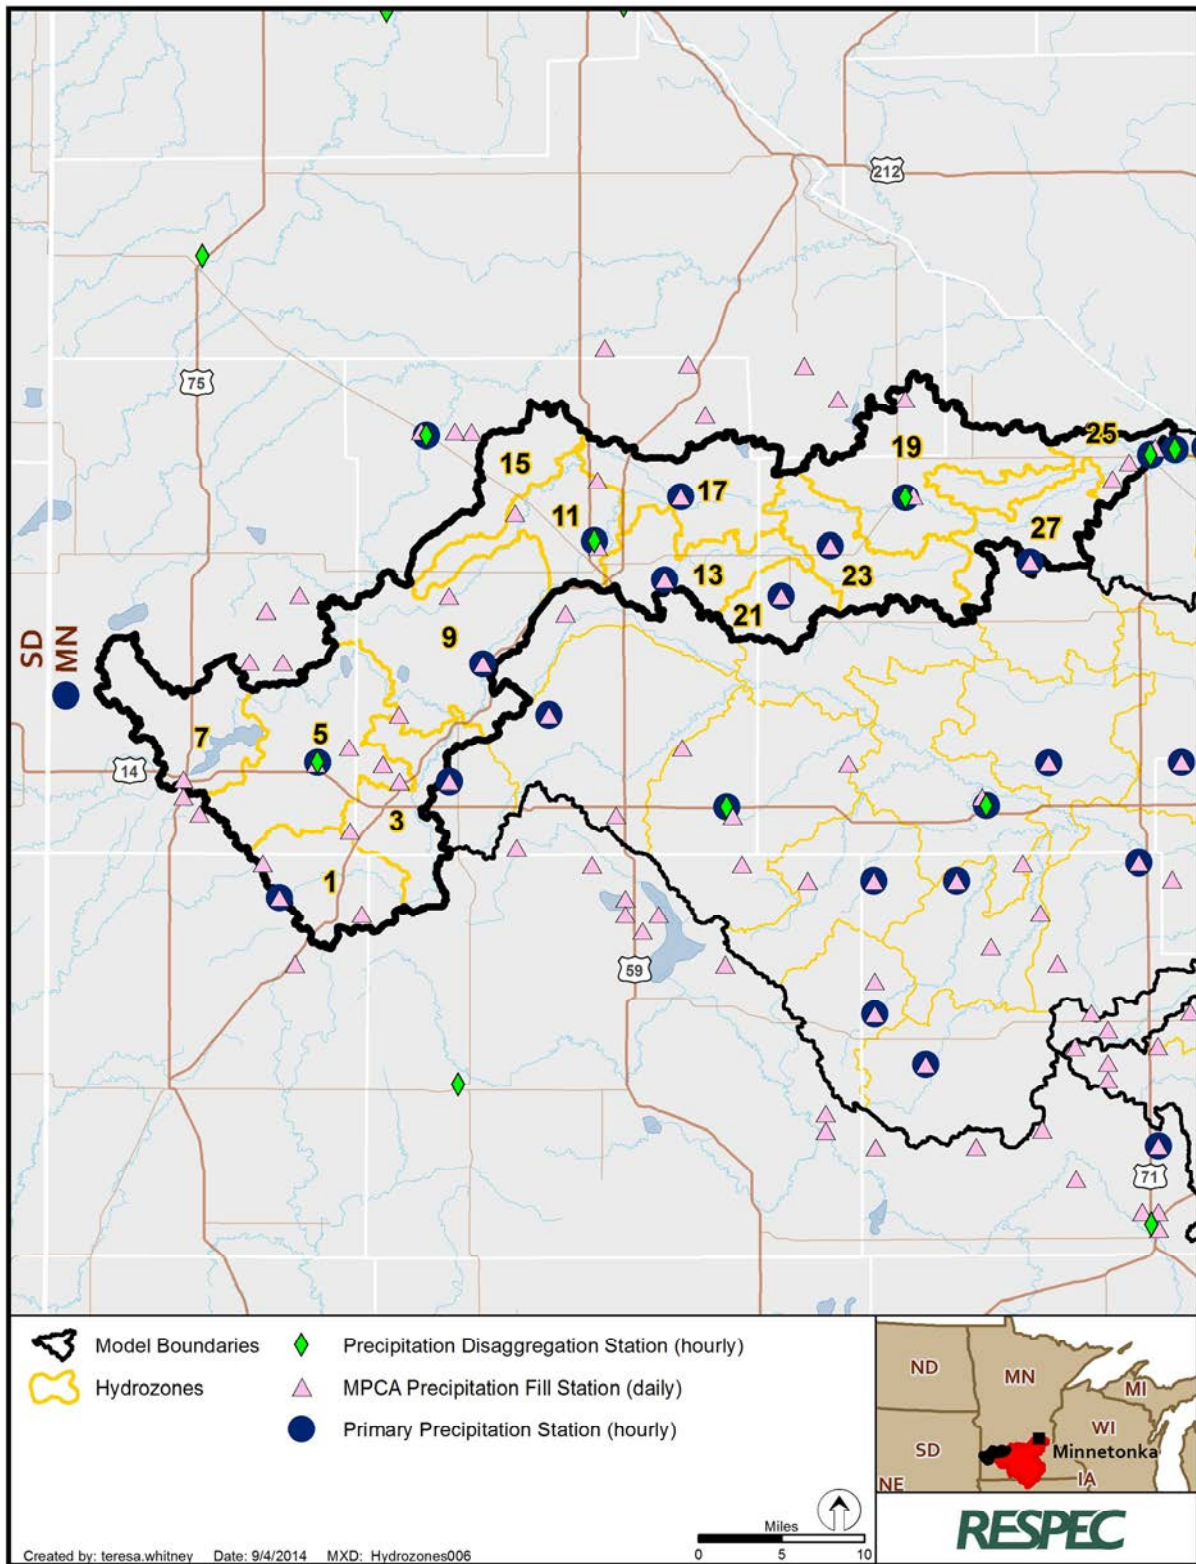 212
75
25
19
15
17
11
27
13
23
21
9
SD
MN
7
5
14
3
1
59
71
Model Boundaries
Hydrozones
Precipitation Disaggregation Station (hourly)
MPCA Precipitation Fill Station (daily)
Primary Precipitation Station (hourly)
Miles
0 5 10
Created by: teresa.whitney Date: 9/4/2014 MXD: Hydrozones006
ND
MN
MI
WI
SD
Minnetonka
NE
IA
RESPEC